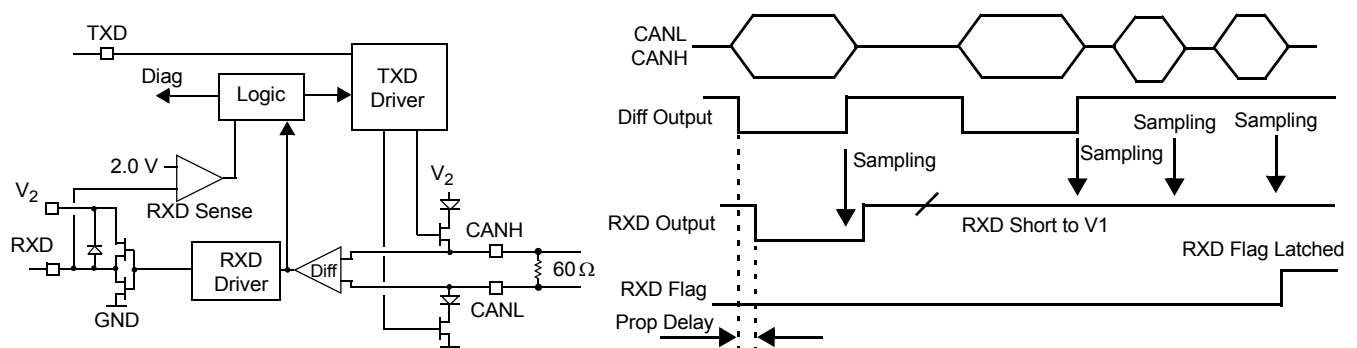 TXD
Diag
Logic
TXD
Driver
2.0 V
V2
RXD Sense
V2
RXD
RXD
Driver
Diff
CANH
60 Ω
CANL
GND
CANL
CANH
Diff Output
Sampling
Sampling
Sampling
Sampling
RXD Output
RXD Short to V1
RXD Flag Latched
RXD Flag
Prop Delay